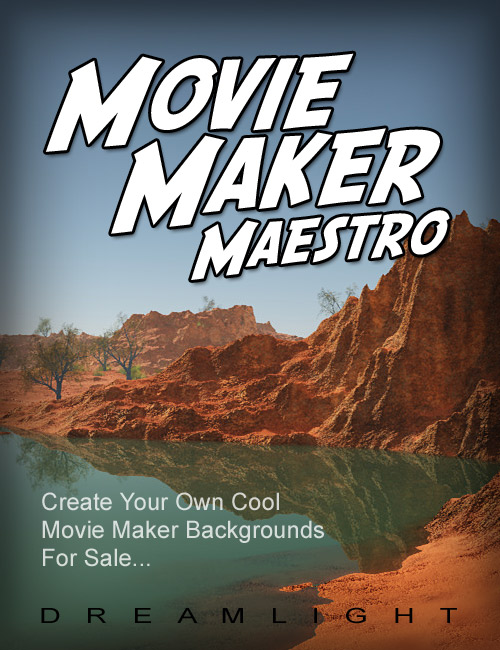 MOVIE
MAKER
MAESTRO
Create Your Own Cool
Movie Maker Backgrounds
For Sale...
DREAMLIGHT